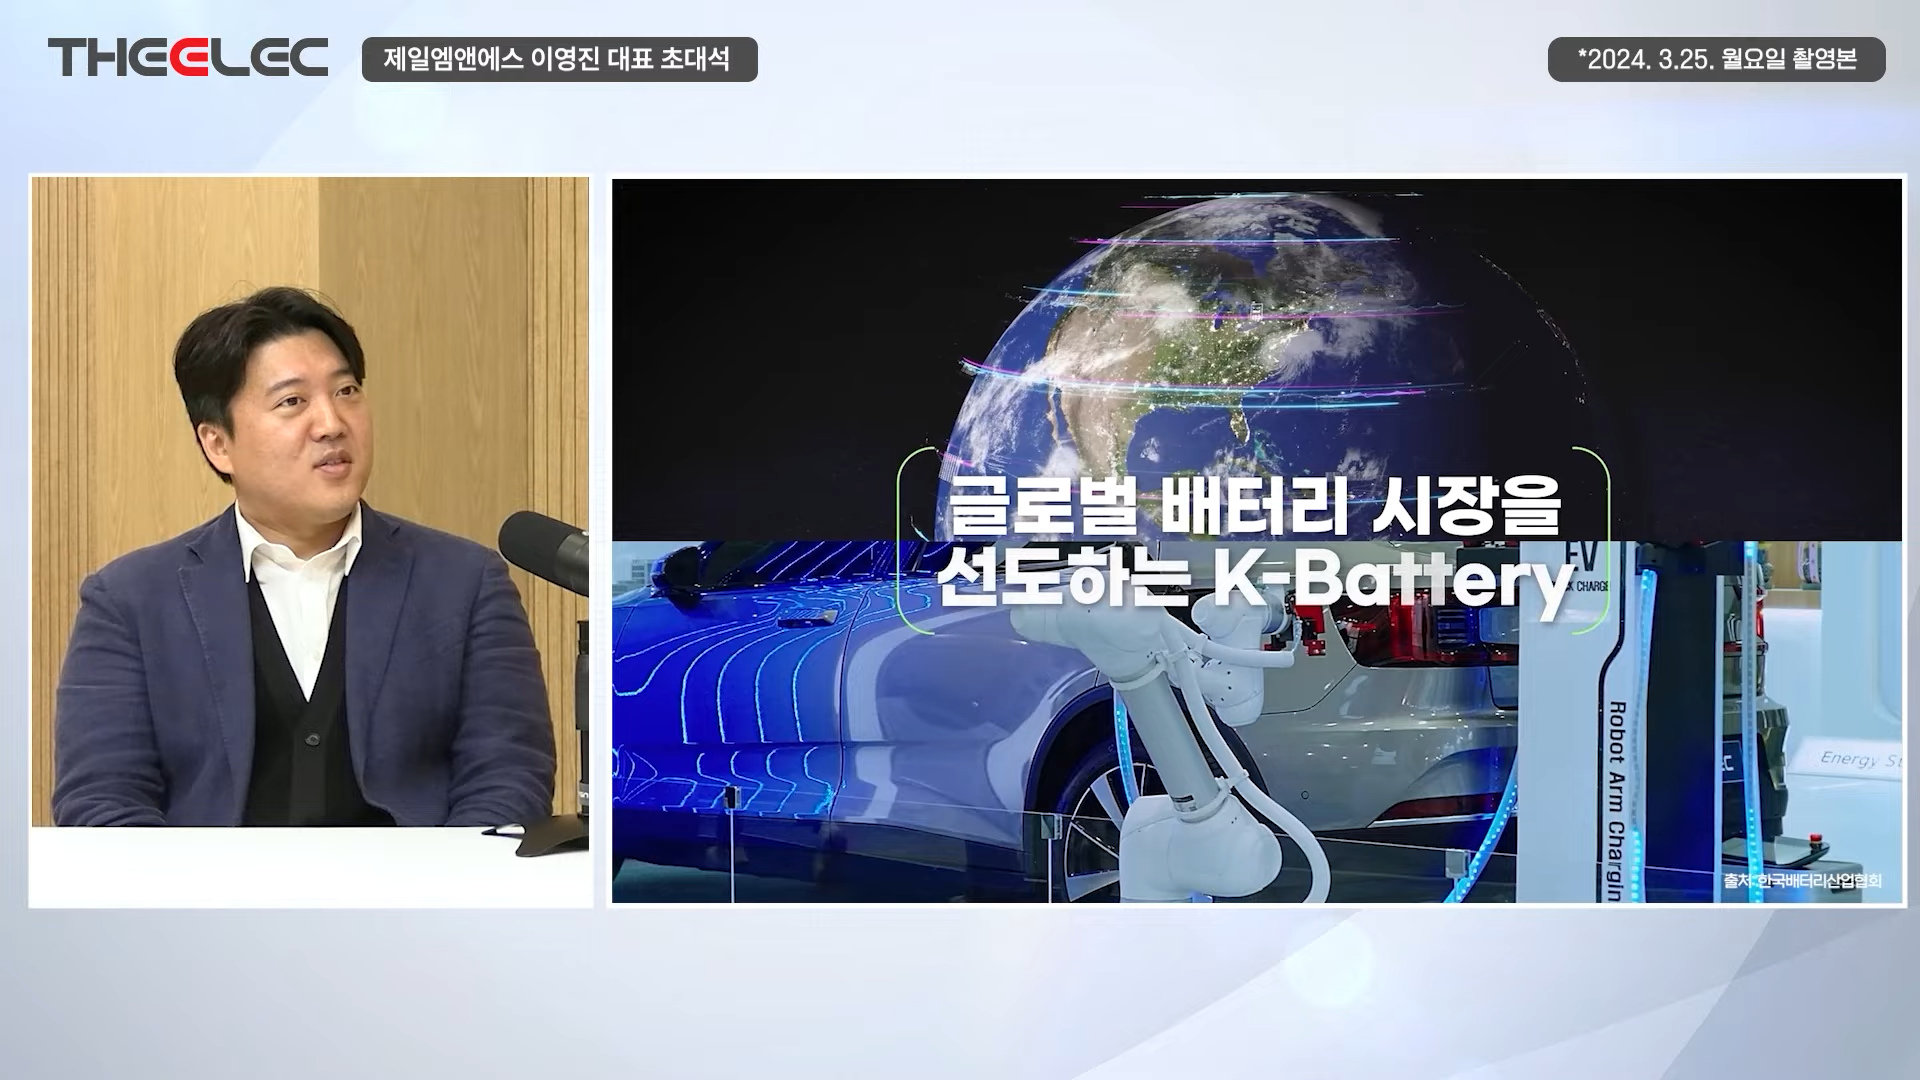 THEELEC
제일엠앤에스 이영진 대표 초대석
*2024. 3.25. 월요일 촬영본
글로벌 배터리 시장을
선도하는 K-Battery
EV
CHARGE
Robot Arm Chargin
Energy St
출처: 한국배터리산업협회